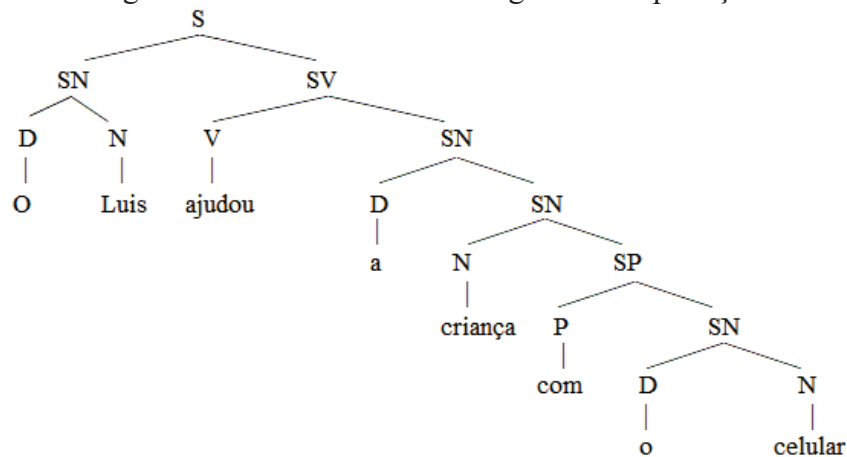 S
SN SV
D N V SN
O Luis ajudou D SN
a N SP
criança P SN
com D N
o celular